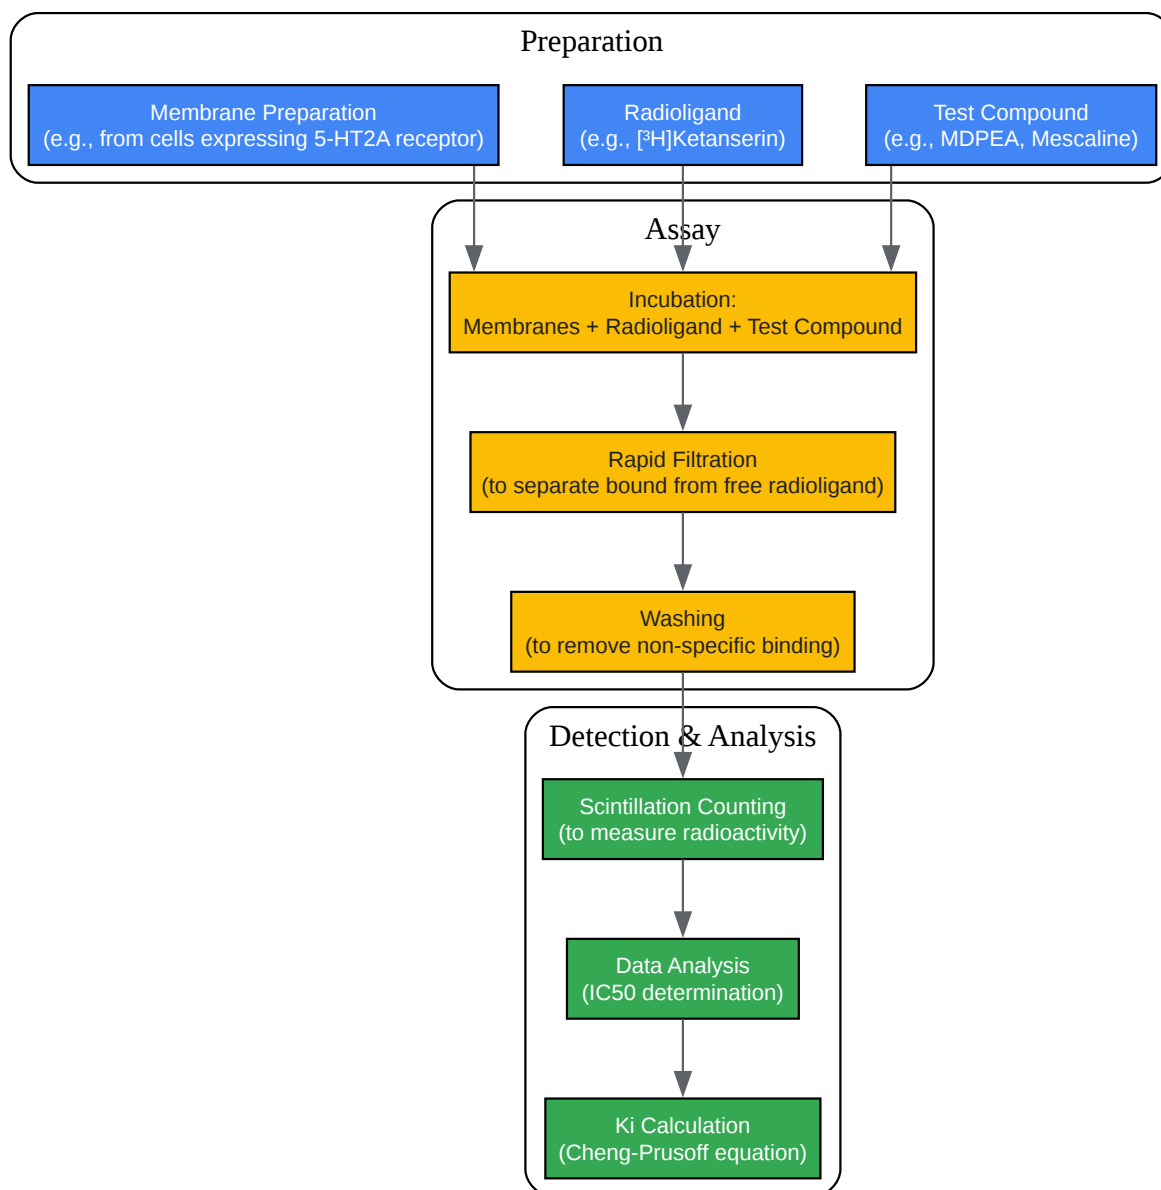 Preparation
Membrane Preparation
(e.g., from cells expressing 5-HT2A receptor)
Radioligand
(e.g., [³H]Ketanserin)
Test Compound
(e.g., MDPEA, Mescaline)
Assay
Incubation:
Membranes + Radioligand + Test Compound
Rapid Filtration
(to separate bound from free radioligand)
Washing
(to remove non-specific binding)
Detection & Analysis
Scintillation Counting
(to measure radioactivity)
Data Analysis
(IC50 determination)
Ki Calculation
(Cheng-Prusoff equation)